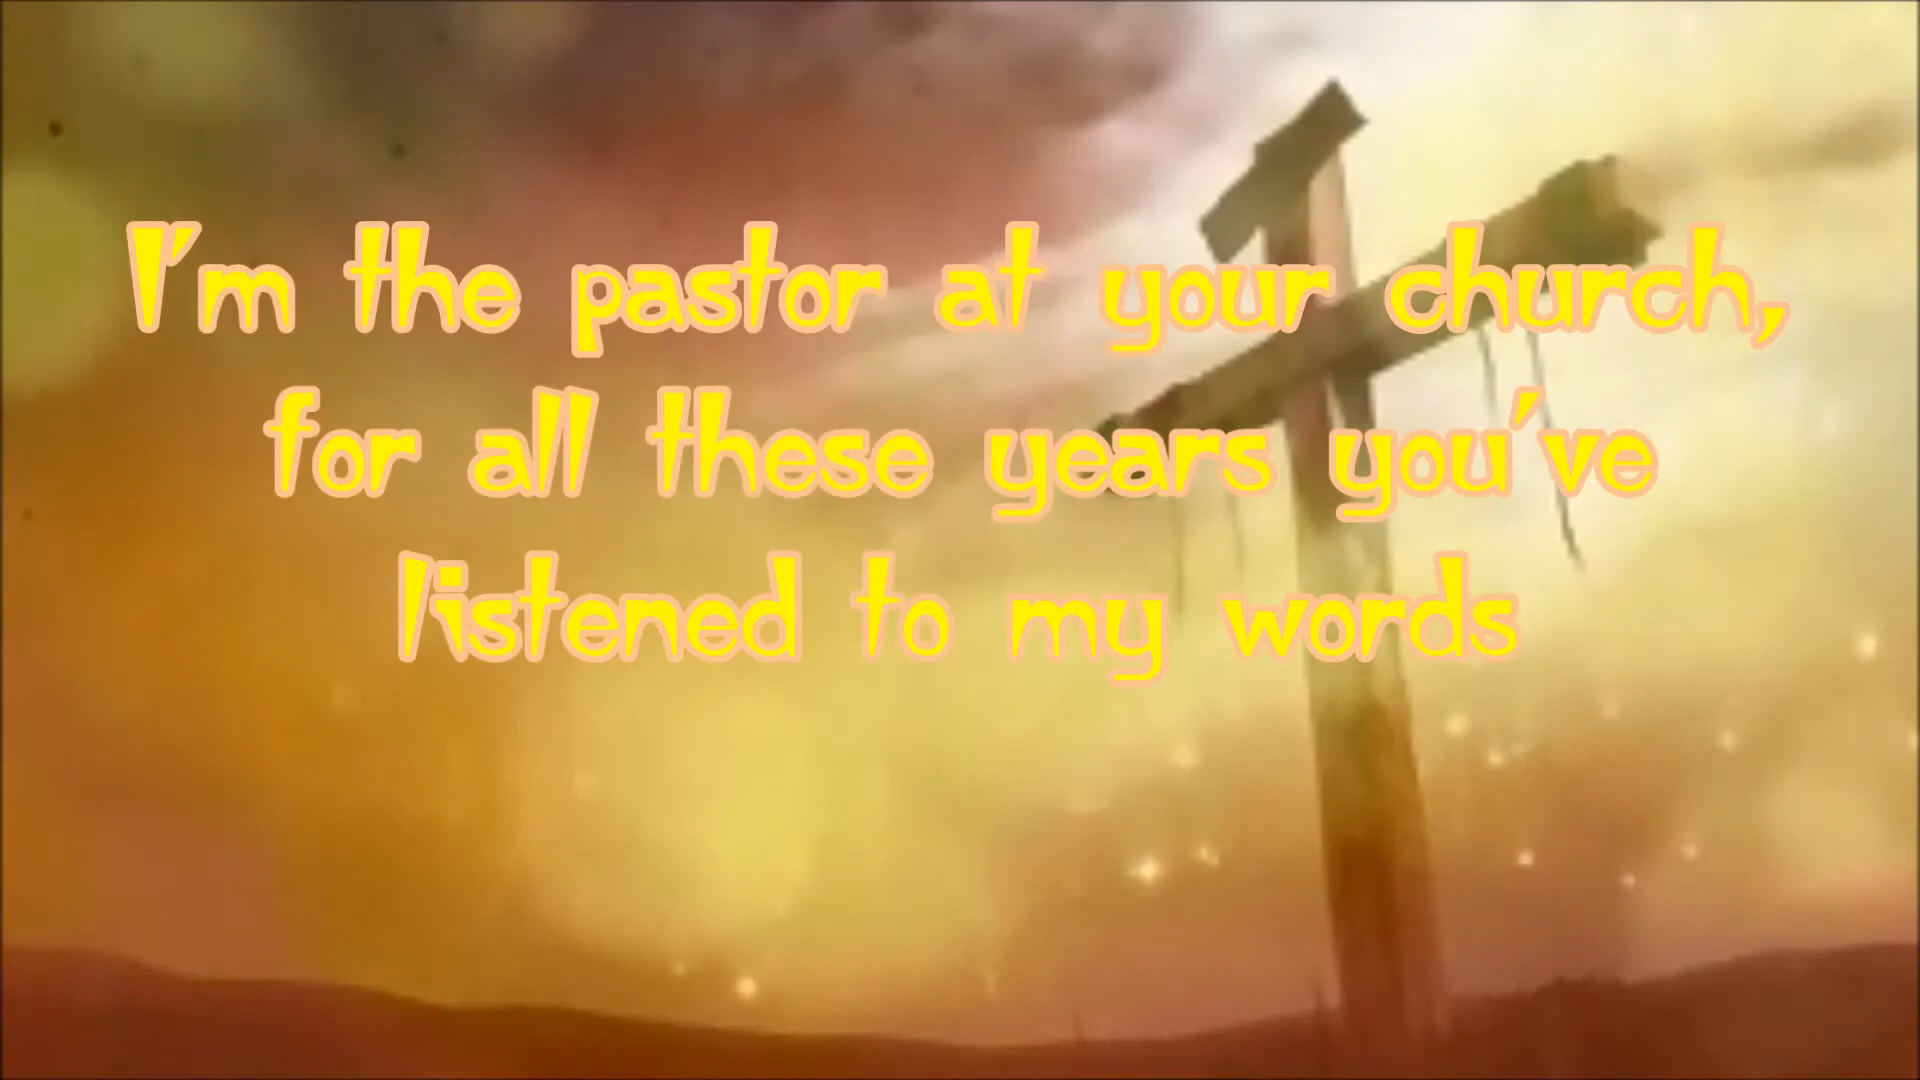 I'm the pastor at your church,
for all these years you've
listened to my words